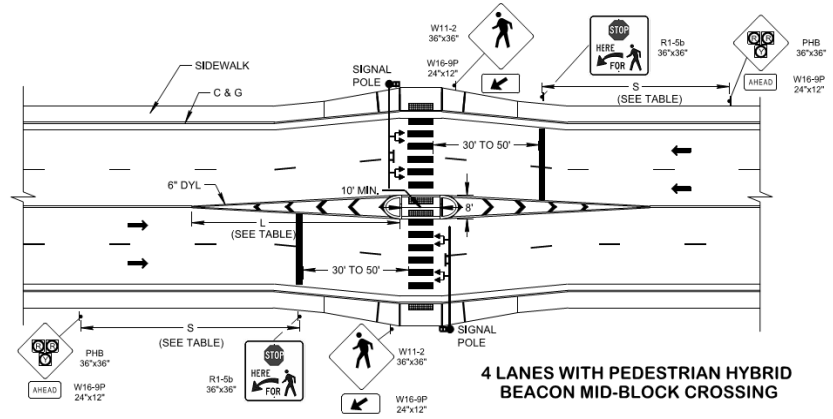 W11-2
36"x36"
STOP
HERE
FOR
R1-5b
36"x36"
R R
Y
PHB
36"x36"
AHEAD
W16-9P
24"x12"
SIDEWALK
SIGNAL
POLE
W16-9P
24"x12"
C & G
S
(SEE TABLE)
30' TO 50'
6" DYL
10' MIN.
8'
L
(SEE TABLE)
30' TO 50'
S
(SEE TABLE)
SIGNAL
POLE
R R
Y
PHB
36"x36"
AHEAD
W16-9P
24"x12"
R1-5b
36"x36"
STOP
HERE
FOR
W11-2
36"x36"
W16-9P
24"x12"
4 LANES WITH PEDESTRIAN HYBRID
BEACON MID-BLOCK CROSSING